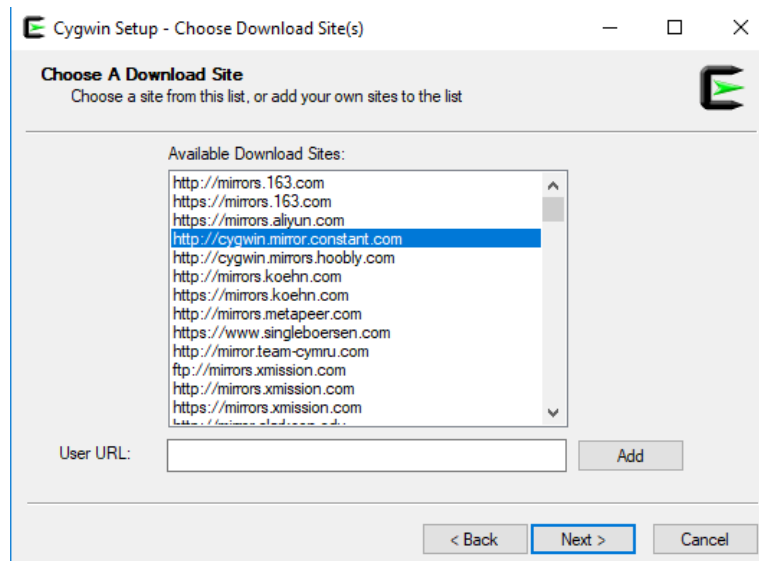 Cygwin Setup - Choose Download Site(s)
Choose A Download Site
Choose a site from this list, or add your own sites to the list
Available Download Sites:
http://mirrors.163.com
https://mirrors.163.com
https://mirrors.aliyun.com
http://cygwin.mirror.constant.com
http://cygwin.mirrors.hoobly.com
http://mirrors.koehn.com
https://mirrors.koehn.com
http://mirrors.metapeer.com
https://www.singleboersen.com
http://mirror.team-cymru.com
ftp://mirrors.xmission.com
http://mirrors.xmission.com
https://mirrors.xmission.com
User URL:
Add
< Back
Next >
Cancel